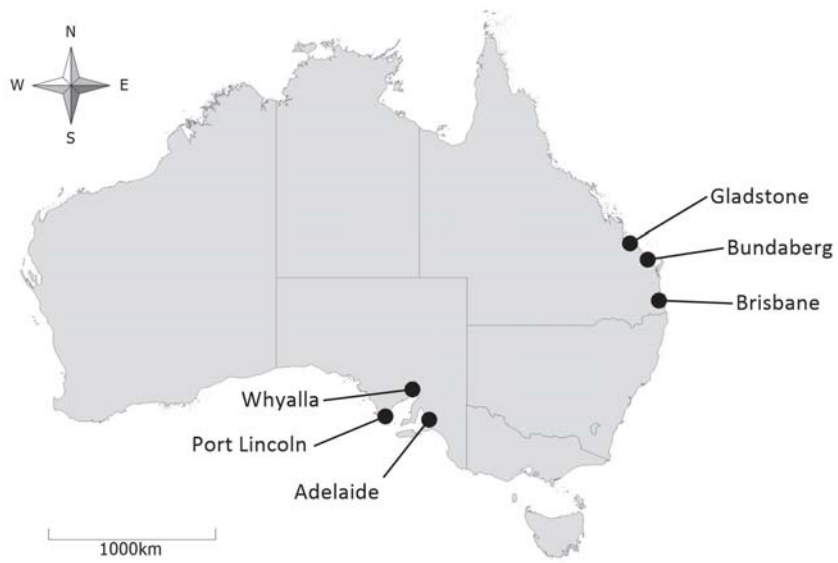 N
W E
S
Gladstone
Bundaberg
Brisbane
Whyalla
Port Lincoln
Adelaide
1000km